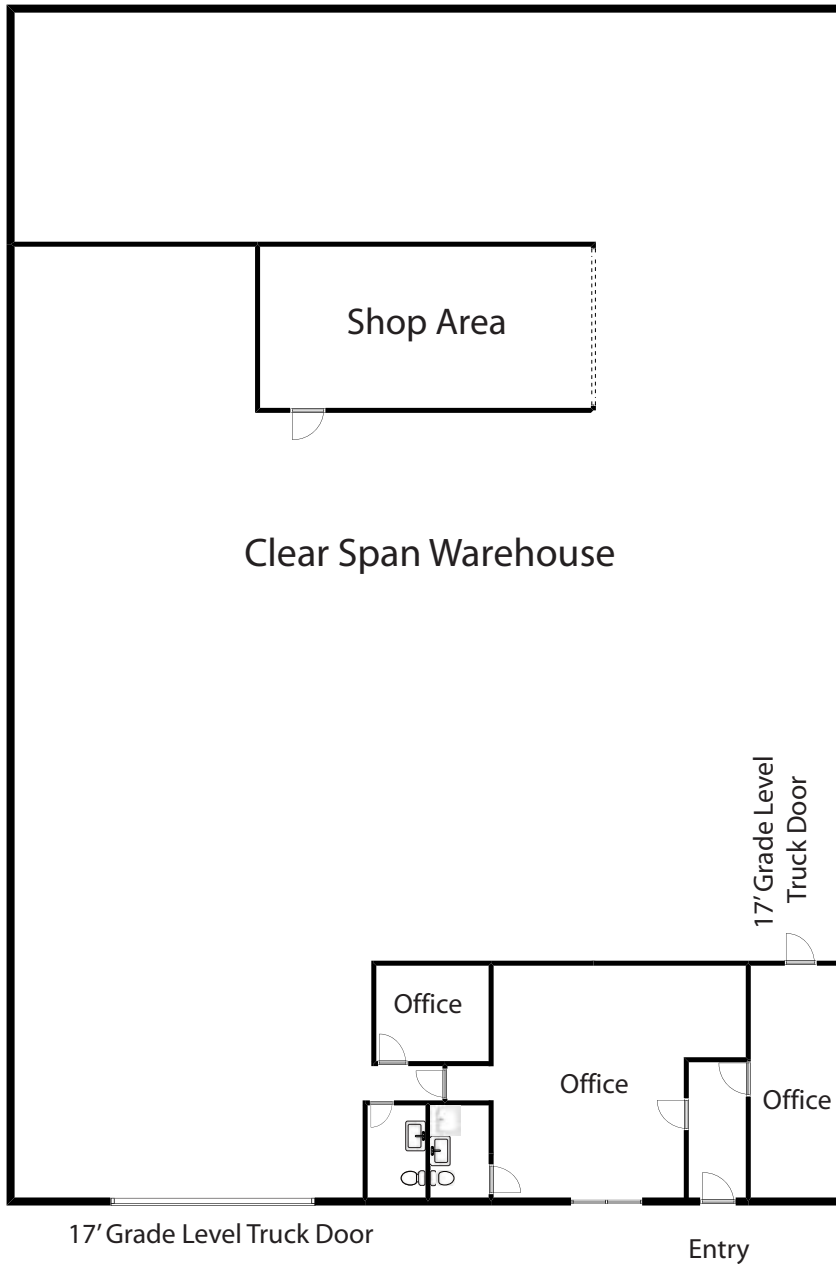 Shop Area
Clear Span Warehouse
17’ Grade Level
Truck Door
Office
Office
Office
17’ Grade Level Truck Door
Entry